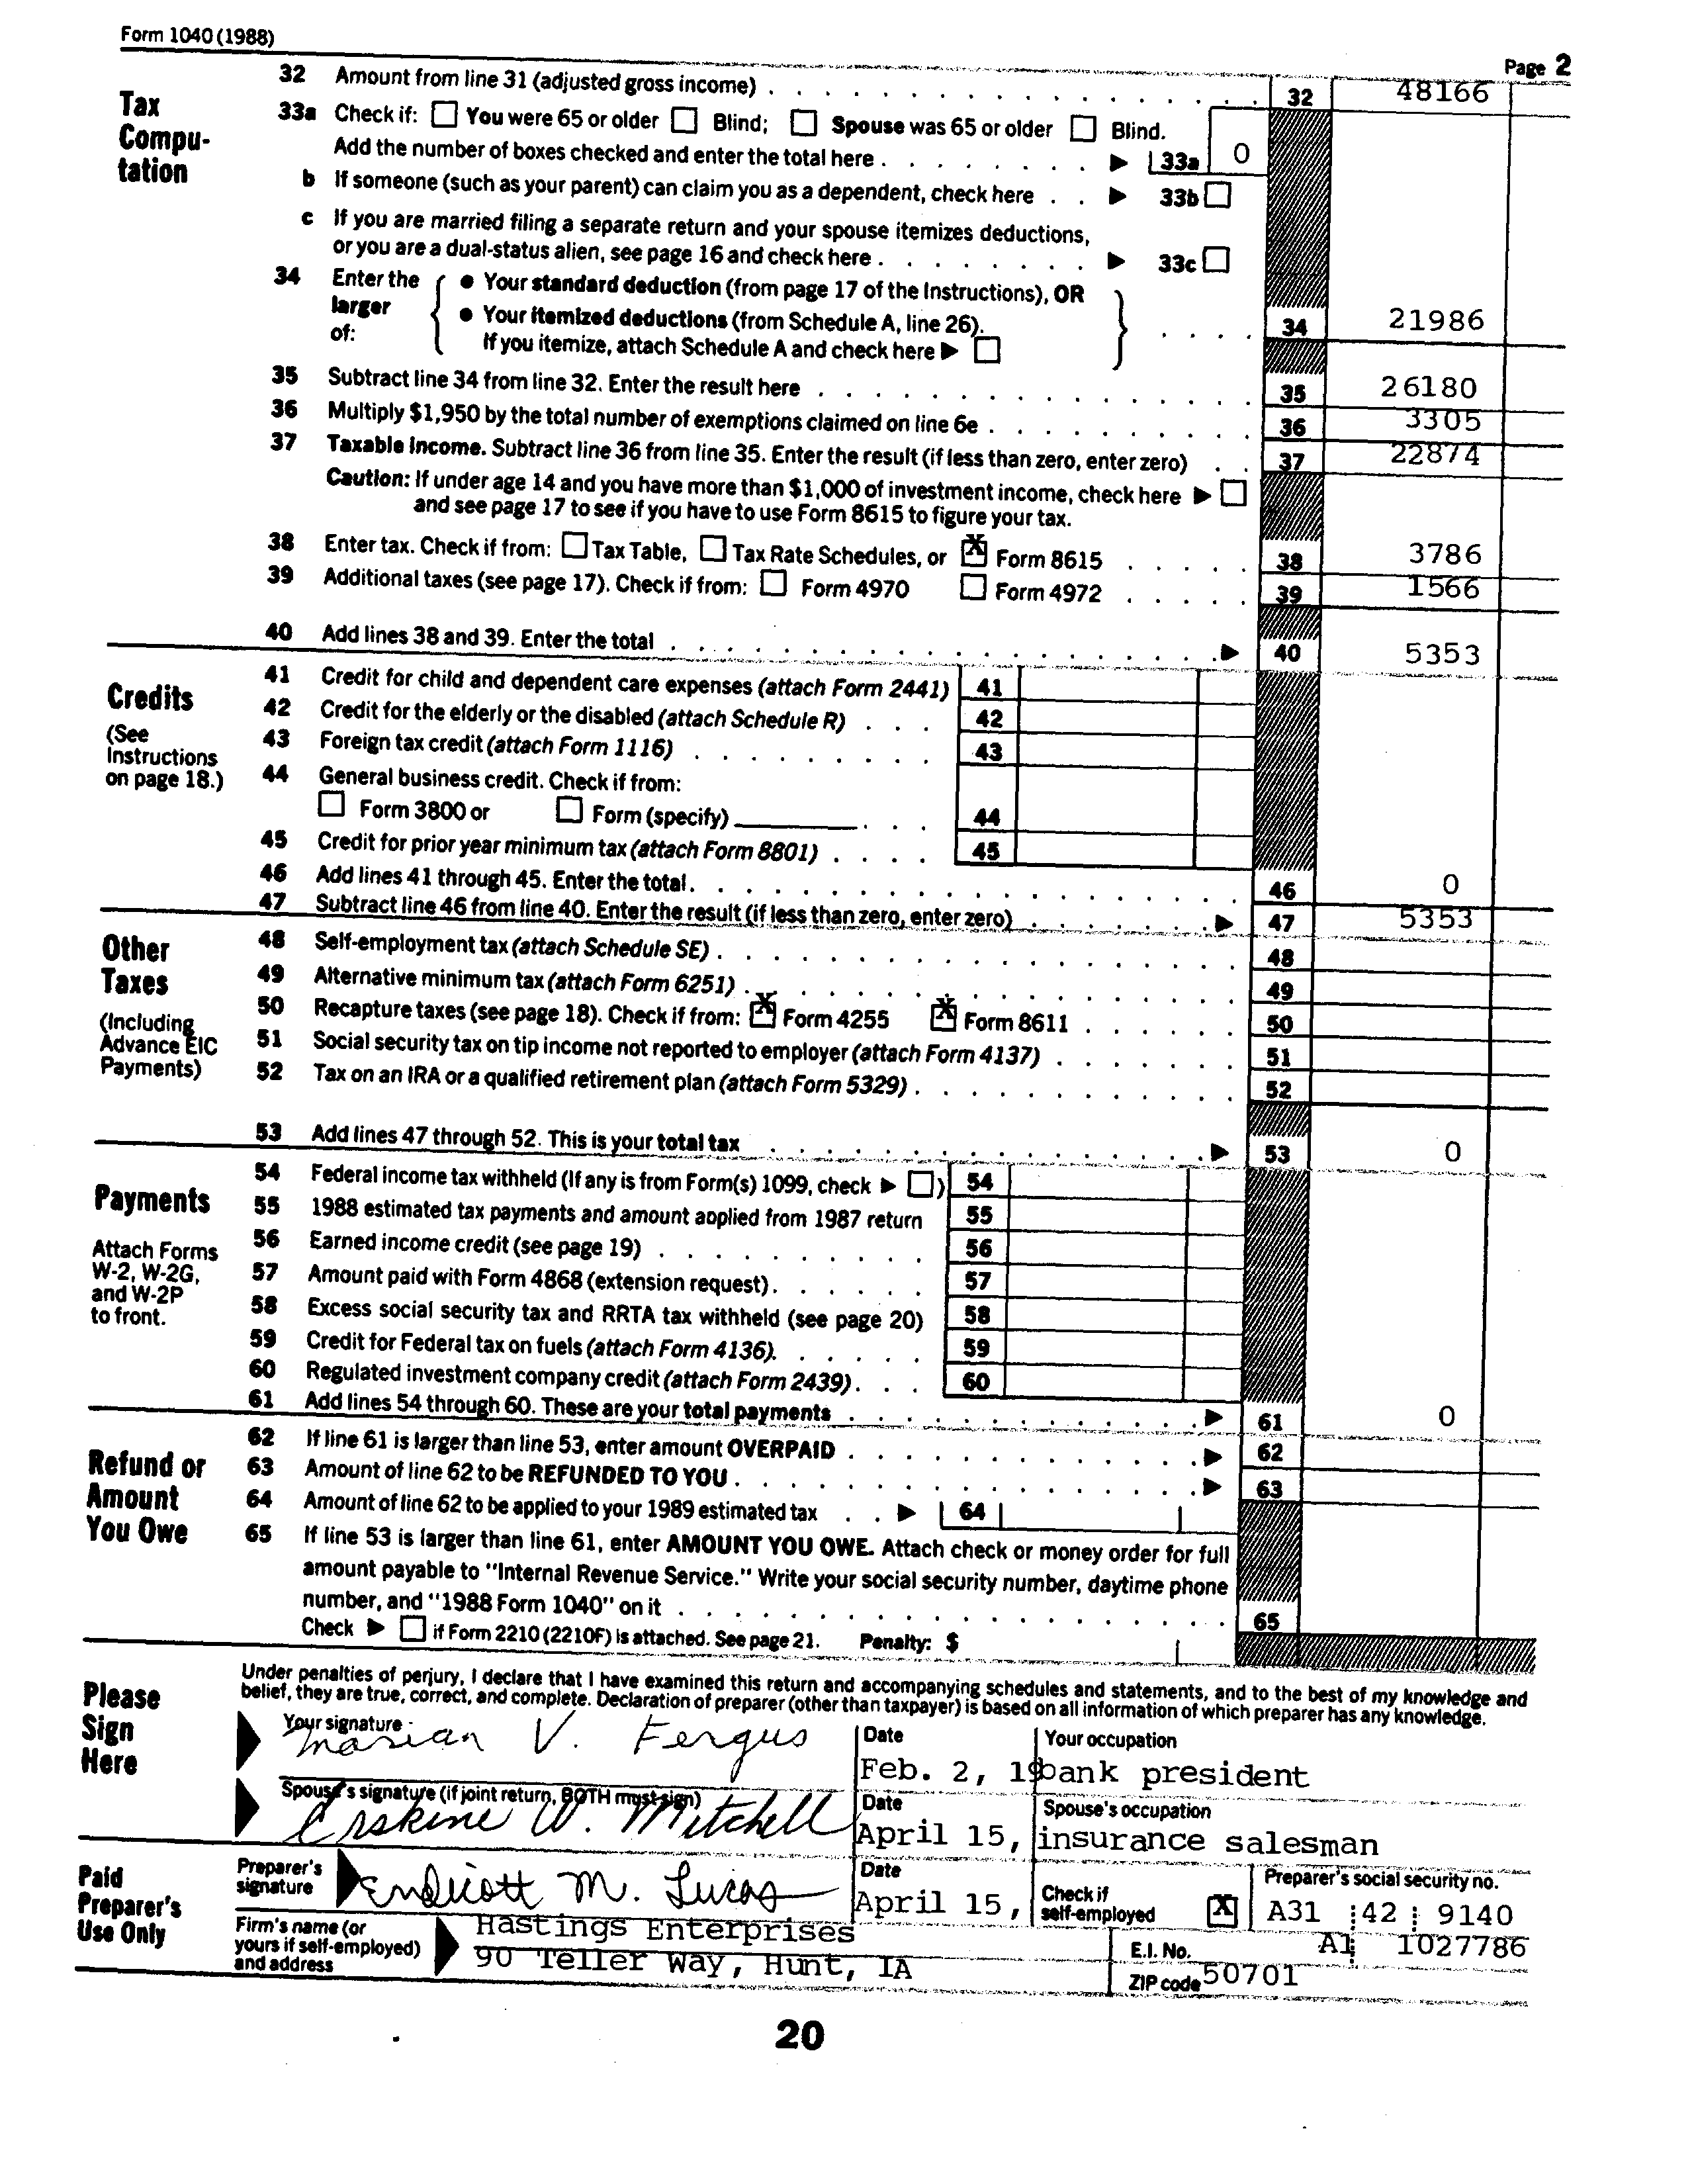 Form 1040 (1988)
Page 2
Tax Compu-
tation
32 Amount from line 31 (adjusted gross income) . . . . . . . . . . . . . . . 32 48166
33a Check if: ☐ You were 65 or older ☐ Blind; ☐ Spouse was 65 or older ☐ Blind.
Add the number of boxes checked and enter the total here . . . . . . . . ▶ 33a 0
b If someone (such as your parent) can claim you as a dependent, check here . . ▶ 33b ☐
c If you are married filing a separate return and your spouse itemizes deductions,
or you are a dual-status alien, see page 16 and check here . . . . . . . . ▶ 33c ☐
34 Enter the larger of: { ● Your standard deduction (from page 17 of the Instructions), OR
● Your itemized deductions (from Schedule A, line 26).
If you itemize, attach Schedule A and check here ▶ ☐ } . . . . 34 21986
35 Subtract line 34 from line 32. Enter the result here . . . . . . . . . . . . . . 35 26180
36 Multiply $1,950 by the total number of exemptions claimed on line 6e . . . . . . . . . 36 3305
37 Taxable Income. Subtract line 36 from line 35. Enter the result (if less than zero, enter zero) . . 37 22874
Caution: If under age 14 and you have more than $1,000 of investment income, check here ▶ ☐
and see page 17 to see if you have to use Form 8615 to figure your tax.
38 Enter tax. Check if from: ☐ Tax Table, ☐ Tax Rate Schedules, or ☒ Form 8615 . . . . . 38 3786
39 Additional taxes (see page 17). Check if from: ☐ Form 4970 ☐ Form 4972 . . . . . 39 1566
40 Add lines 38 and 39. Enter the total . . . . . . . . . . . . . . . . ▶ 40 5353
Credits
(See
Instructions
on page 18.)
41 Credit for child and dependent care expenses (attach Form 2441) 41
42 Credit for the elderly or the disabled (attach Schedule R) . . . 42
43 Foreign tax credit (attach Form 1116) . . . . . . . . . 43
44 General business credit. Check if from:
☐ Form 3800 or ☐ Form (specify) ________ . . . 44
45 Credit for prior year minimum tax (attach Form 8801) . . . . 45
46 Add lines 41 through 45. Enter the total. . . . . . . . . . . . . . . . 46 0
47 Subtract line 46 from line 40. Enter the result (if less than zero, enter zero) . . . . . . . ▶ 47 5353
Other
Taxes
(Including
Advance EIC
Payments)
48 Self-employment tax (attach Schedule SE) . . . . . . . . . . . . . . . . 48
49 Alternative minimum tax (attach Form 6251) . . . . . . . . . . . . . . . 49
50 Recapture taxes (see page 18). Check if from: ☒ Form 4255 ☒ Form 8611 . . . . . . 50
51 Social security tax on tip income not reported to employer (attach Form 4137) . . . . . . . 51
52 Tax on an IRA or a qualified retirement plan (attach Form 5329) . . . . . . . . . . . . 52
53 Add lines 47 through 52. This is your total tax . . . . . . . . . . . . . ▶ 53 0
Payments
Attach Forms
W-2, W-2G,
and W-2P
to front.
54 Federal income tax withheld (If any is from Form(s) 1099, check ▶ ☐) 54
55 1988 estimated tax payments and amount applied from 1987 return 55
56 Earned income credit (see page 19) . . . . . . . . . . 56
57 Amount paid with Form 4868 (extension request). . . . . . 57
58 Excess social security tax and RRTA tax withheld (see page 20) 58
59 Credit for Federal tax on fuels (attach Form 4136). . . . . . 59
60 Regulated investment company credit (attach Form 2439) . . . 60
61 Add lines 54 through 60. These are your total payments . . . . . . . . . . . . ▶ 61 0
Refund or
Amount
You Owe
62 If line 61 is larger than line 53, enter amount OVERPAID . . . . . . . . . . . . ▶ 62
63 Amount of line 62 to be REFUNDED TO YOU . . . . . . . . . . . . . . . ▶ 63
64 Amount of line 62 to be applied to your 1989 estimated tax . . ▶ 64
65 If line 53 is larger than line 61, enter AMOUNT YOU OWE. Attach check or money order for full
amount payable to "Internal Revenue Service." Write your social security number, daytime phone
number, and "1988 Form 1040" on it . . . . . . . . . . . . . . . . . 65
Check ▶ ☐ if Form 2210 (2210F) is attached. See page 21. Penalty: $
Please
Sign
Here
Under penalties of perjury, I declare that I have examined this return and accompanying schedules and statements, and to the best of my knowledge and
belief, they are true, correct, and complete. Declaration of preparer (other than taxpayer) is based on all information of which preparer has any knowledge.
Your signature Date Your occupation
Marian V. Fergus Feb. 2, 19 bank president
Spouse's signature (if joint return, BOTH must sign) Date Spouse's occupation
Erskine W. Mitchell April 15, insurance salesman
Paid
Preparer's
Use Only
Preparer's signature Endicott M. Lucas Date April 15, Check if self-employed ☒ Preparer's social security no. A31 42 9140
Firm's name (or
yours if self-employed)
and address
Hastings Enterprises E.I. No. A1 1027786
90 Teller Way, Hunt, IA ZIP code 50701
20